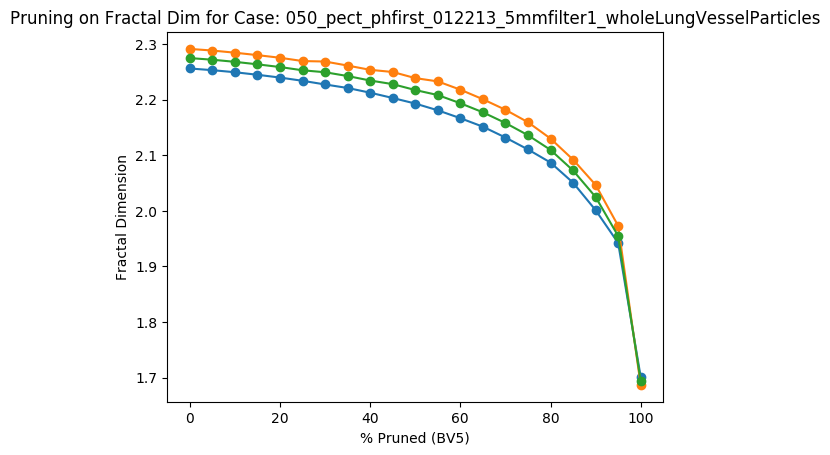 Pruning on Fractal Dim for Case: 050_pect_phfirst_012213_5mmfilter1_wholeLungVesselParticles
2.3
2.2
2.1
2.0
1.9
1.8
1.7
Fractal Dimension
0 20 40 60 80 100
% Pruned (BV5)